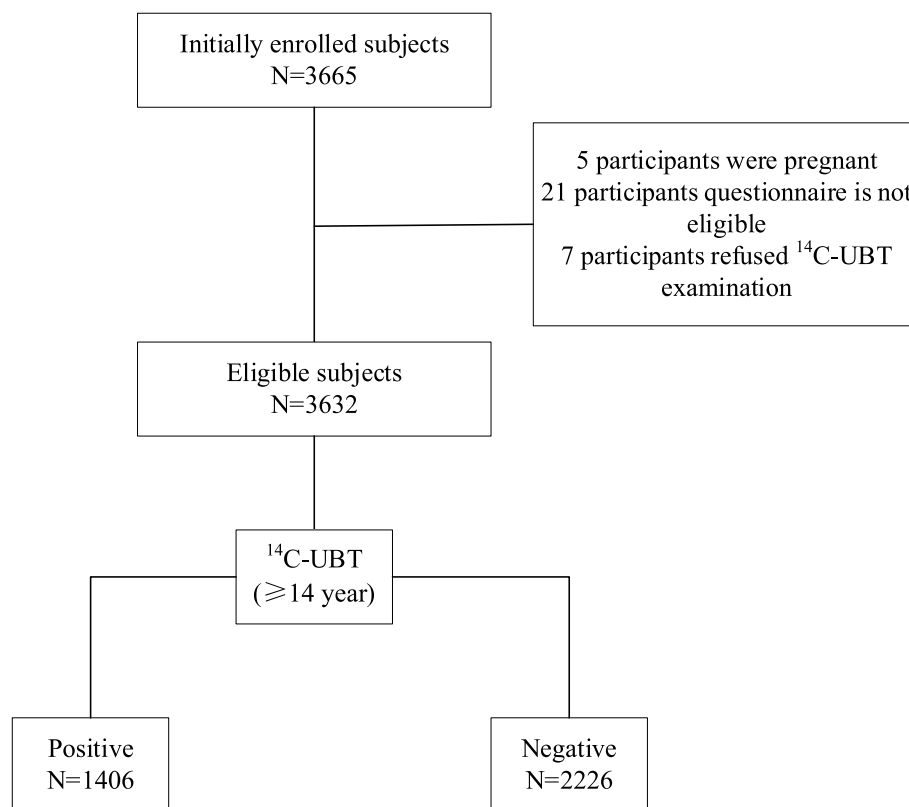 Initially enrolled subjects
N=3665
5 participants were pregnant
21 participants questionnaire is not
eligible
7 participants refused ¹⁴C-UBT
examination
Eligible subjects
N=3632
¹⁴C-UBT
(⩾14 year)
Positive
N=1406
Negative
N=2226